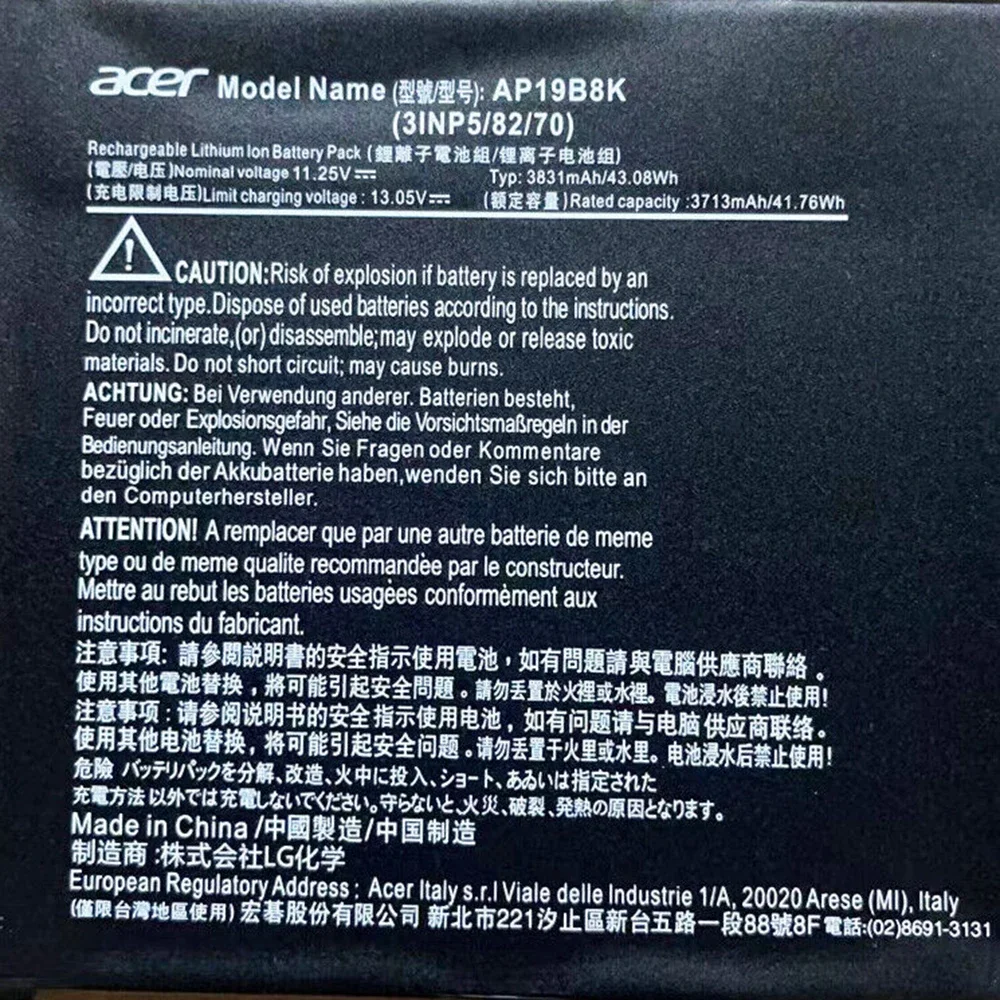 acer Model Name (型號/型号): AP19B8K
(3INP5/82/70)
Rechargeable Lithium Ion Battery Pack (鋰離子電池組/锂离子电池组)
(電壓/电压)Nominal voltage 11.25V⎓ Typ: 3831mAh/43.08Wh
(充电限制电压)Limit charging voltage : 13.05V⎓ (额定容量)Rated capacity :3713mAh/41.76Wh
CAUTION:Risk of explosion if battery is replaced by an
incorrect type.Dispose of used batteries according to the instructions.
Do not incinerate,(or) disassemble;may explode or release toxic
materials. Do not short circuit; may cause burns.
ACHTUNG: Bei Verwendung anderer. Batterien besteht,
Feuer oder Explosionsgefahr, Siehe die Vorsichtsmaßregeln in der
Bedienungsanleitung. Wenn Sie Fragen oder Kommentare
bezüglich der Akkubatterie haben,wenden Sie sich bitte an
den Computerhersteller.
ATTENTION! A remplacer que par une autre batterie de meme
type ou de meme qualite recommandèe par le constructeur.
Mettre au rebut les batteries usagèes conformèment aux
instructions du fabricant.
注意事項: 請參閱説明書的安全指示使用電池，如有問題請與電腦供應商聯絡。
使用其他電池替換，將可能引起安全問題。請勿丟置於火裡或水裡。電池浸水後禁止使用!
注意事项：请参阅说明书的安全指示使用电池，如有问题请与电脑供应商联络。
使用其他电池替换，将可能引起安全问题。请勿丢置于火里或水里。电池浸水后禁止使用!
危險 バッテリパックを分解、改造、火中に投入、ショート、あゐいは指定された
充電方法以外では充電しないでください。守らないと、火災、破裂、発熱の原因となります。
Made in China /中國製造/中国制造
制造商 :株式会社LG化学
European Regulatory Address : Acer Italy s.r.l Viale delle Industrie 1/A, 20020 Arese (MI), Italy
(僅限台灣地區使用) 宏碁股份有限公司 新北市221汐止區新台五路一段88號8F 電話:(02)8691-3131